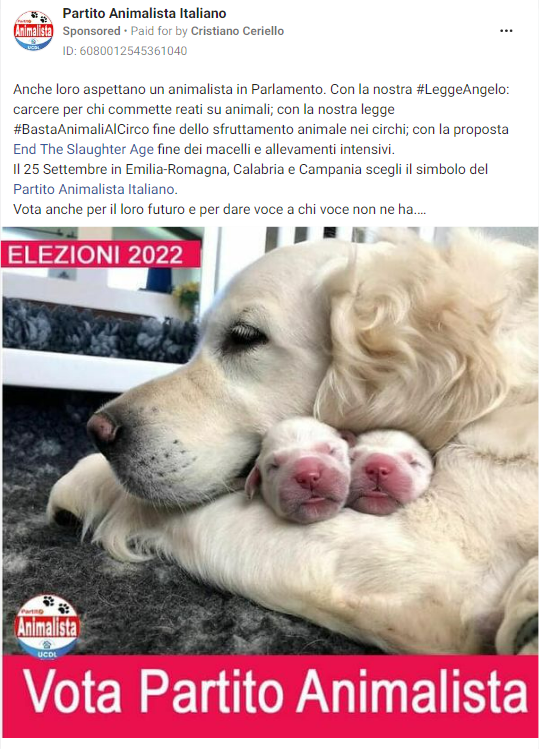 Partito Animalista Italiano
Sponsored • Paid for by Cristiano Ceriello
ID: 6080012545361040
Anche loro aspettano un animalista in Parlamento. Con la nostra #LeggeAngelo:
carcere per chi commette reati su animali; con la nostra legge
#BastaAnimaliAlCirco fine dello sfruttamento animale nei circhi; con la proposta
End The Slaughter Age fine dei macelli e allevamenti intensivi.
Il 25 Settembre in Emilia-Romagna, Calabria e Campania scegli il simbolo del
Partito Animalista Italiano.
Vota anche per il loro futuro e per dare voce a chi voce non ne ha....
ELEZIONI 2022
Partito
Animalista
UCDL
Vota Partito Animalista